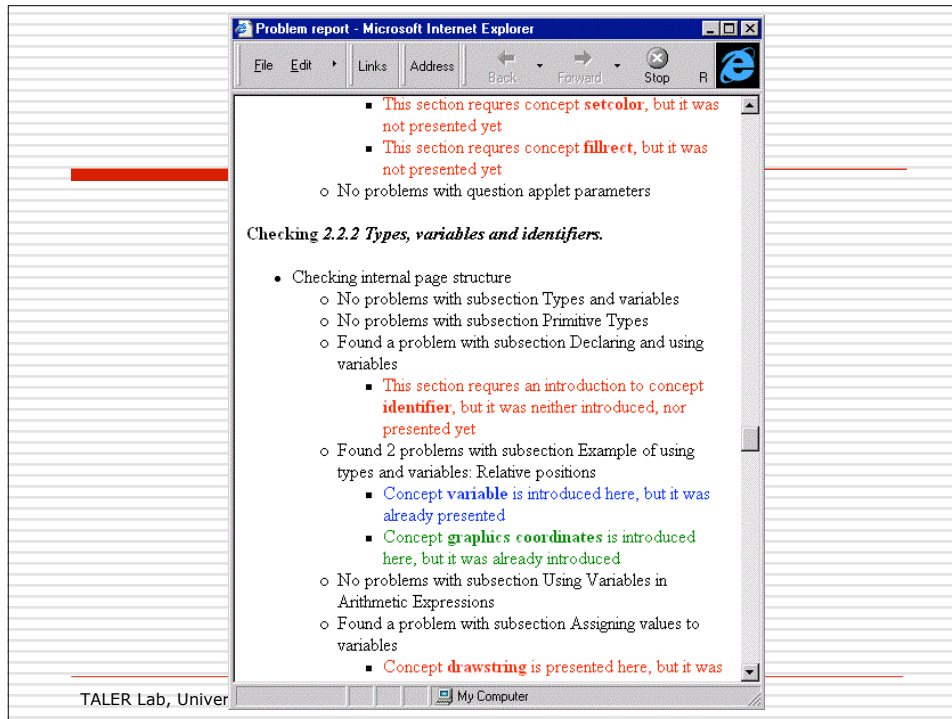 Problem report - Microsoft Internet Explorer
File Edit Links Address Back Forward Stop R
This section requres concept setcolor, but it was
not presented yet
This section requres concept fillrect, but it was
not presented yet
No problems with question applet parameters
Checking 2.2.2 Types, variables and identifiers.
Checking internal page structure
No problems with subsection Types and variables
No problems with subsection Primitive Types
Found a problem with subsection Declaring and using
variables
This section requres an introduction to concept
identifier, but it was neither introduced, nor
presented yet
Found 2 problems with subsection Example of using
types and variables: Relative positions
Concept variable is introduced here, but it was
already presented
Concept graphics coordinates is introduced
here, but it was already introduced
No problems with subsection Using Variables in
Arithmetic Expressions
Found a problem with subsection Assigning values to
variables
Concept drawstring is presented here, but it was
TALER Lab, Univer
My Computer